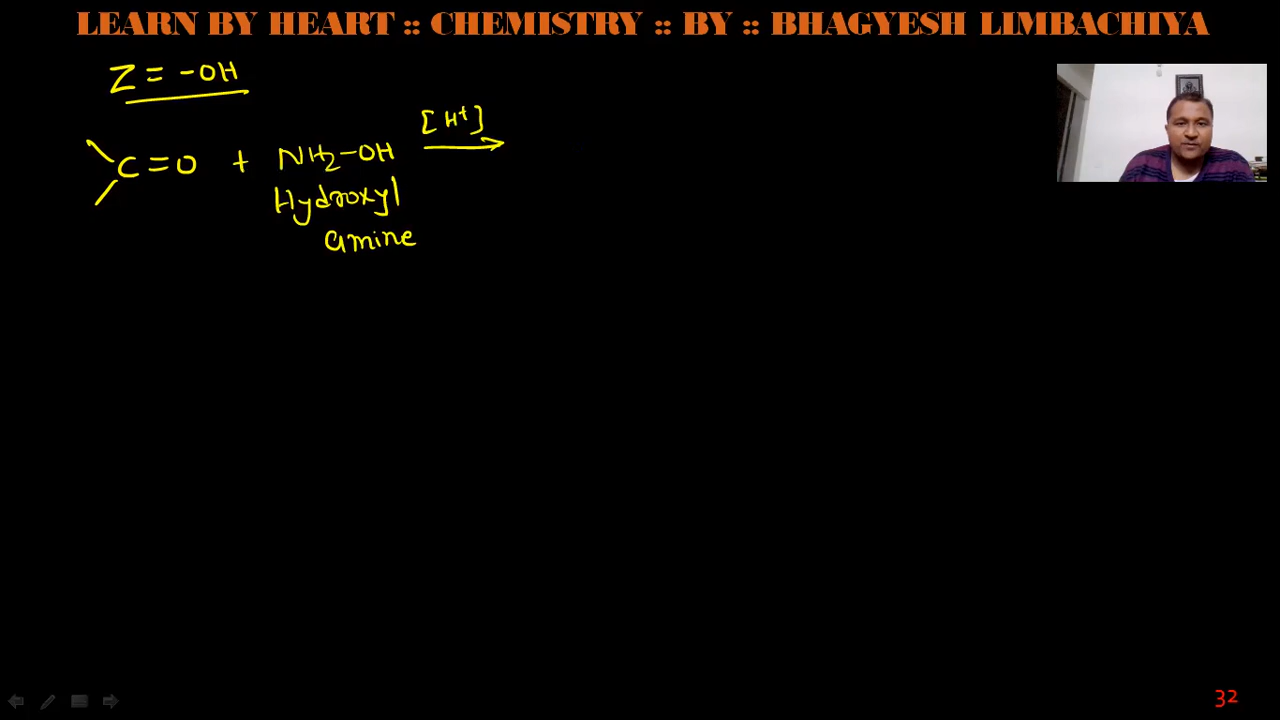 LEARN BY HEART :: CHEMISTRY :: BY :: BHAGYESH LIMBACHIYA
Z = -OH
C=O + NH2-OH [H+] →
Hydroxyl
amine
32